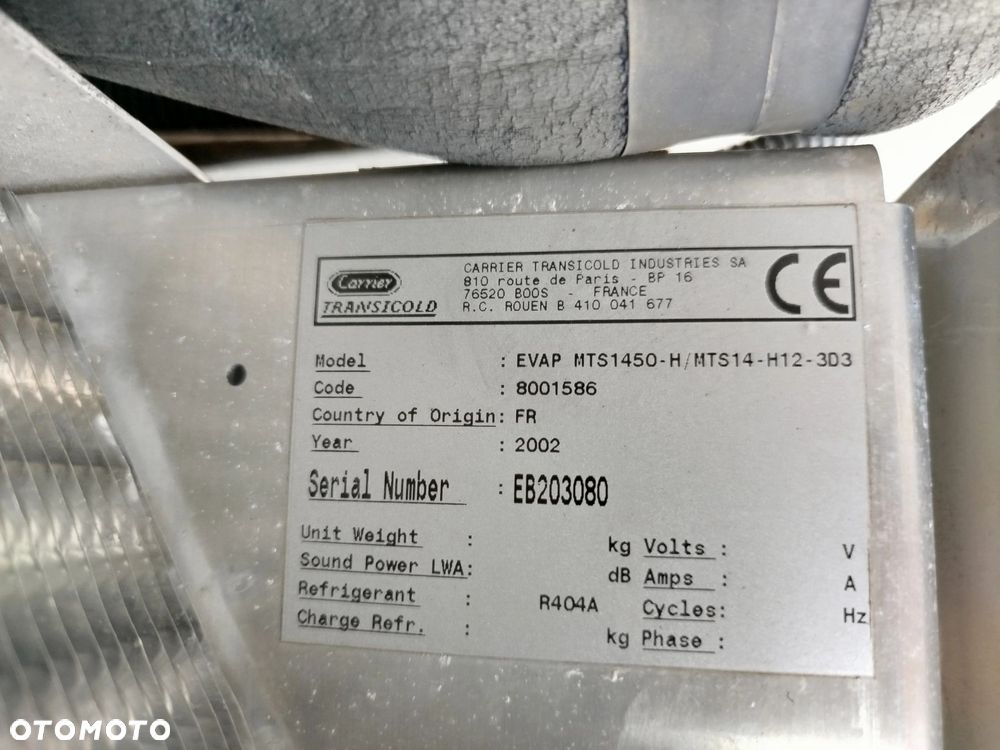 Carrier
TRANSICOLD
CARRIER TRANSICOLD INDUSTRIES SA
810 route de Paris - BP 16
76520 BOOS - FRANCE
R.C. ROUEN B 410 041 677
CE
Model : EVAP MTS1450-H/MTS14-H12-3D3
Code : 8001586
Country of Origin: FR
Year : 2002
Serial Number : EB203080
Unit Weight : kg Volts : V
Sound Power LWA: dB Amps : A
Refrigerant : R404A Cycles: Hz
Charge Refr. : kg Phase :
OTOMOTO